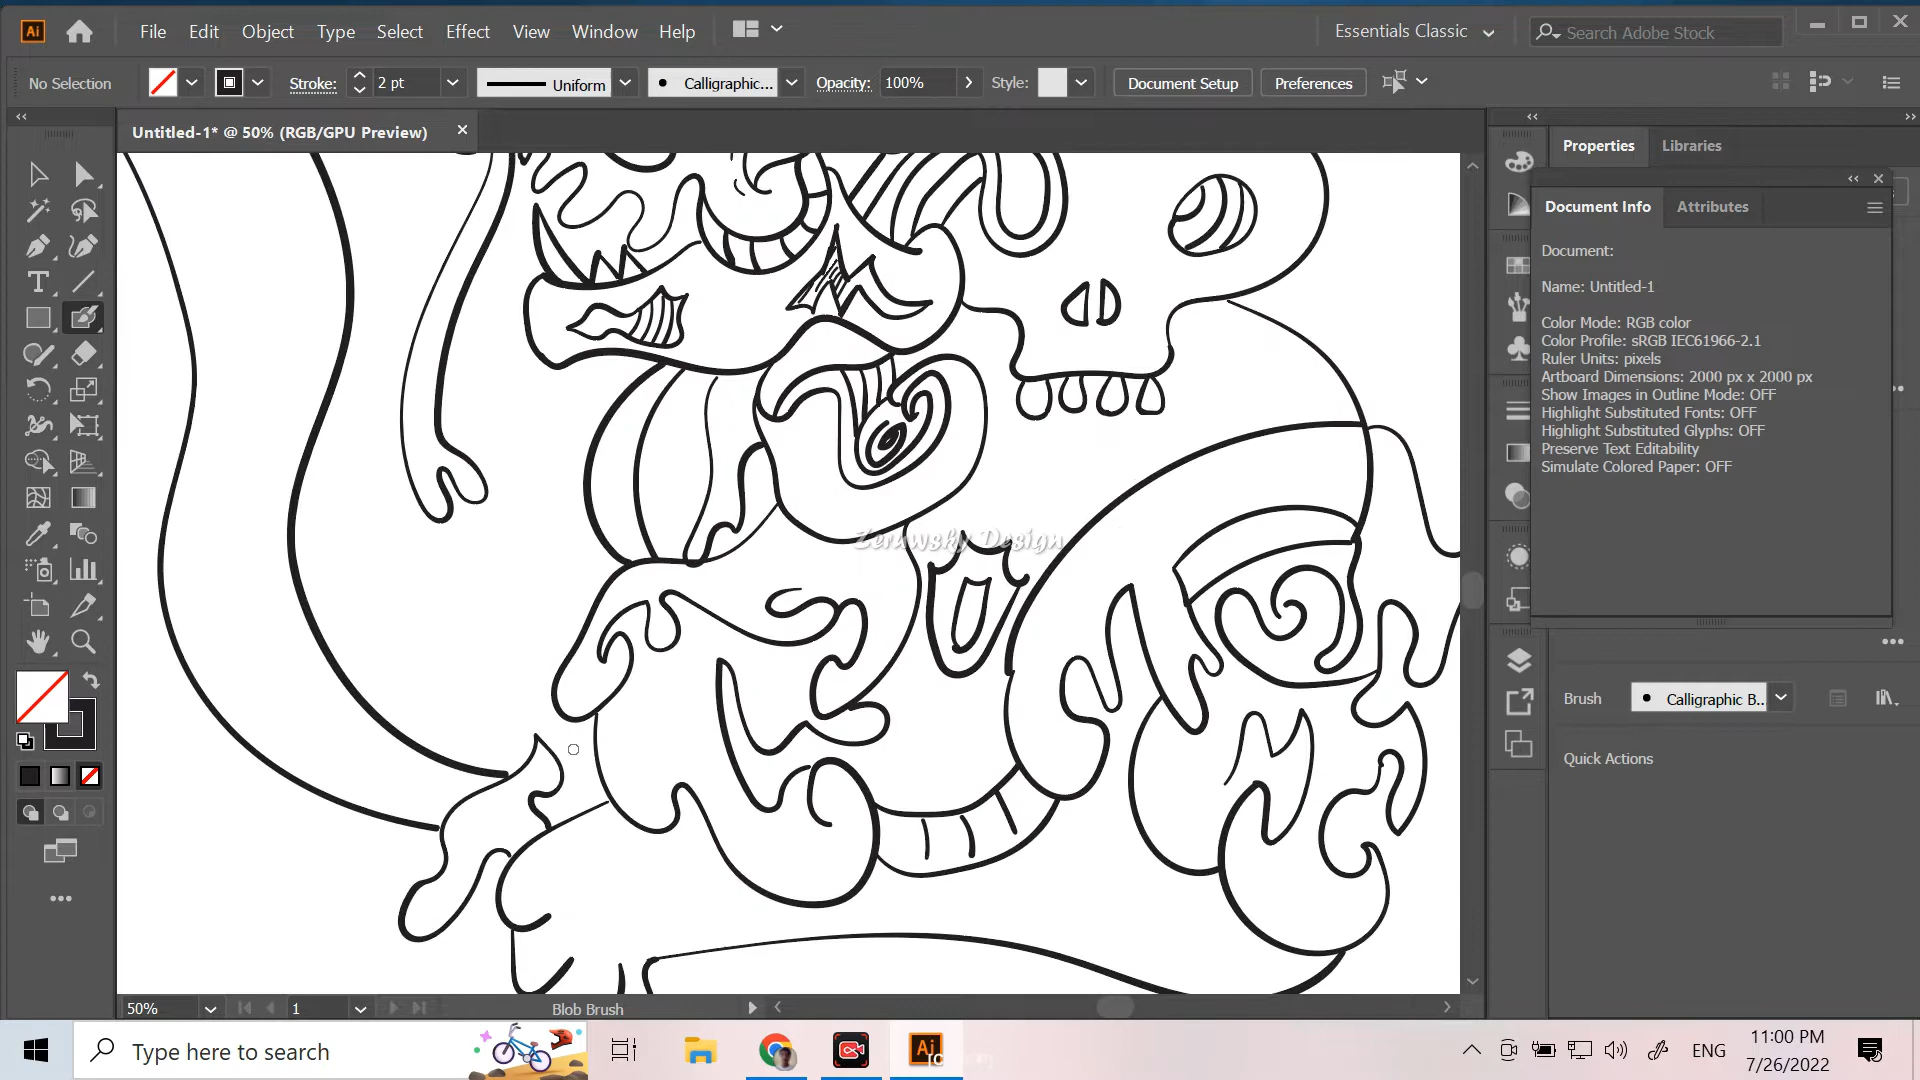 Ai File Edit Object Type Select Effect View Window Help Essentials Classic Search Adobe Stock
No Selection Stroke: 2 pt Uniform Calligraphic... Opacity: 100% Style: Document Setup Preferences
Untitled-1* @ 50% (RGB/GPU Preview)
Properties Libraries
Document Info Attributes
Document:
Name: Untitled-1
Color Mode: RGB color
Color Profile: sRGB IEC61966-2.1
Ruler Units: pixels
Artboard Dimensions: 2000 px x 2000 px
Show Images in Outline Mode: OFF
Highlight Substituted Fonts: OFF
Highlight Substituted Glyphs: OFF
Preserve Text Editability
Simulate Colored Paper: OFF
Zerawsky Design
Brush Calligraphic B...
Quick Actions
50% 1 Blob Brush
Type here to search
Ai
ENG
11:00 PM
7/26/2022